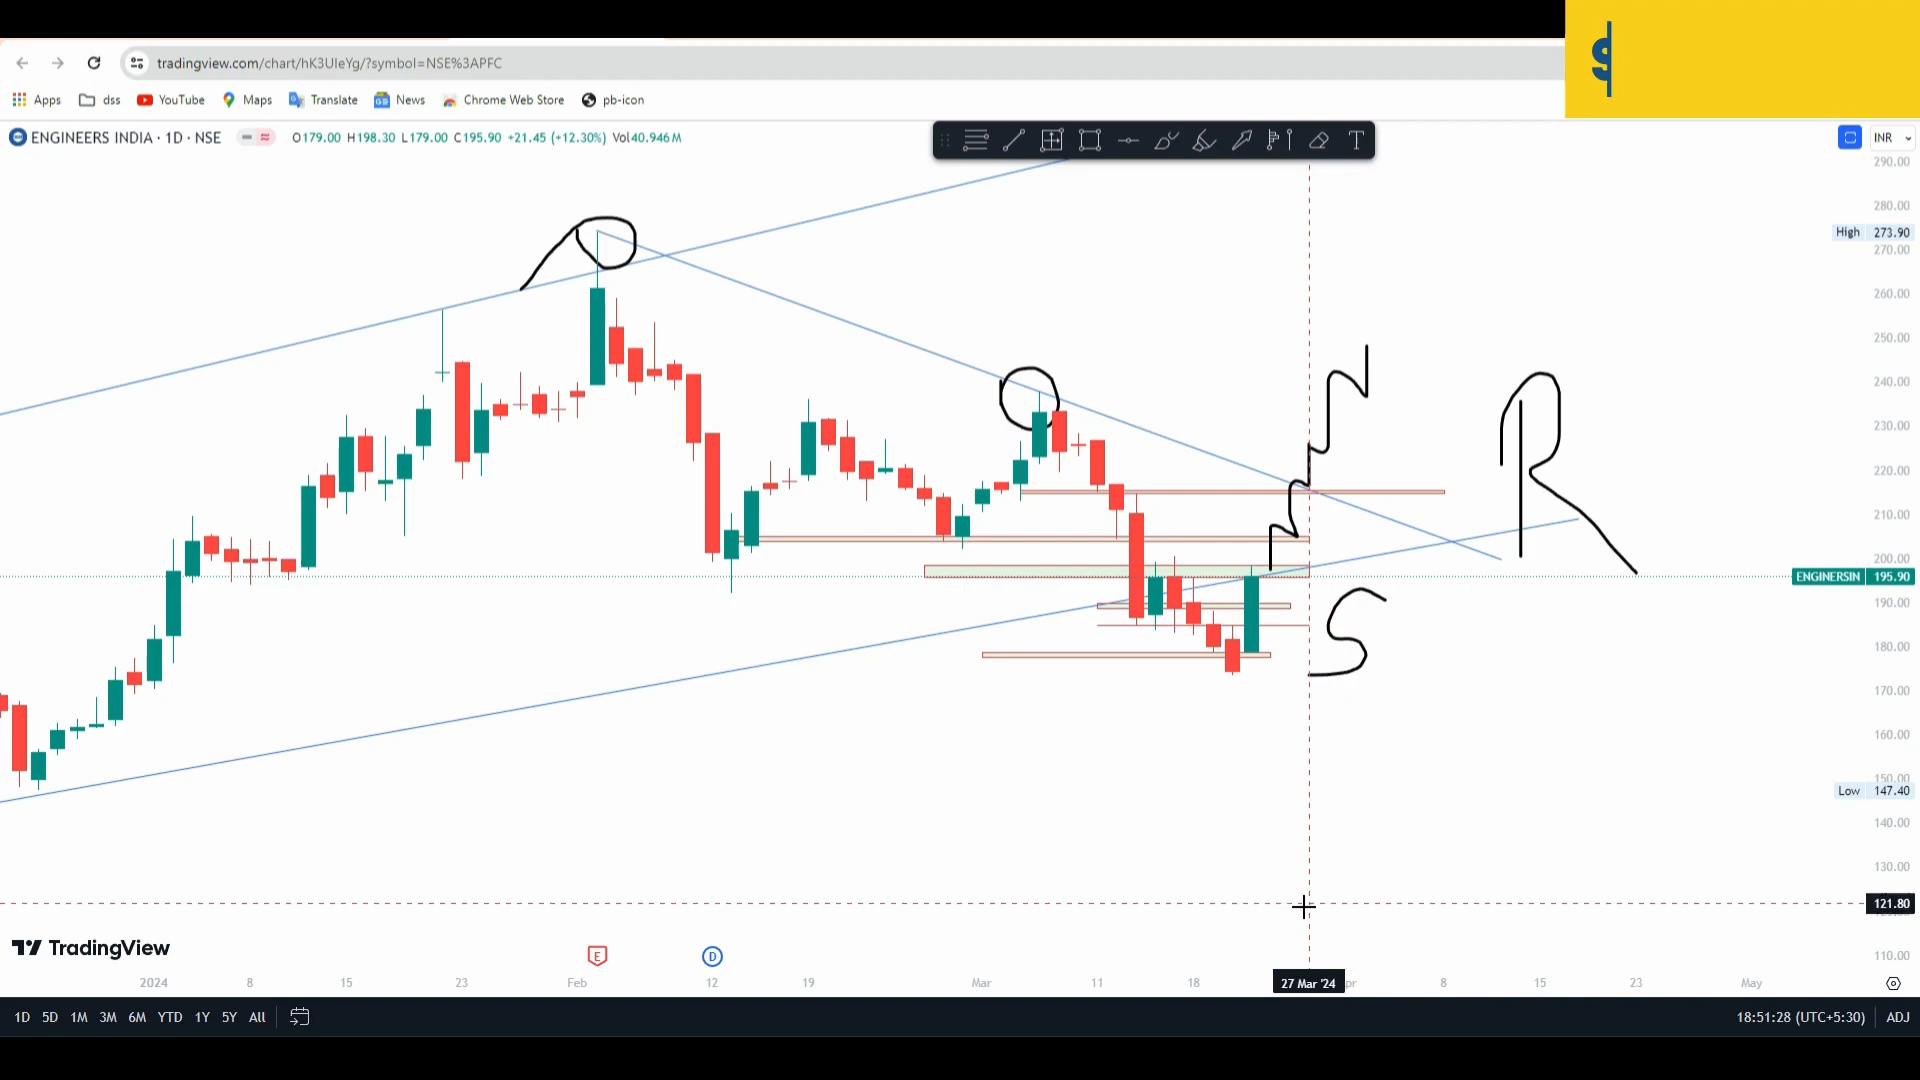 $
tradingview.com/chart/hK3UIeYg/?symbol=NSE%3APFC
Apps dss YouTube Maps Translate News Chrome Web Store pb-icon
ENGINEERS INDIA · 1D · NSE O179.00 H198.30 L179.00 C195.90 +21.45 (+12.30%) Vol40.946M
T
INR
290.00
280.00
High 273.90
270.00
260.00
250.00
240.00
230.00
220.00
210.00
200.00
ENGINERSIN 195.90
190.00
180.00
170.00
160.00
150.00
Low 147.40
140.00
130.00
121.80
110.00
R
S
TradingView
E D
2024 8 15 23 Feb 12 19 Mar 11 18 27 Mar '24 pr 8 15 23 May
1D 5D 1M 3M 6M YTD 1Y 5Y All 18:51:28 (UTC+5:30) ADJ